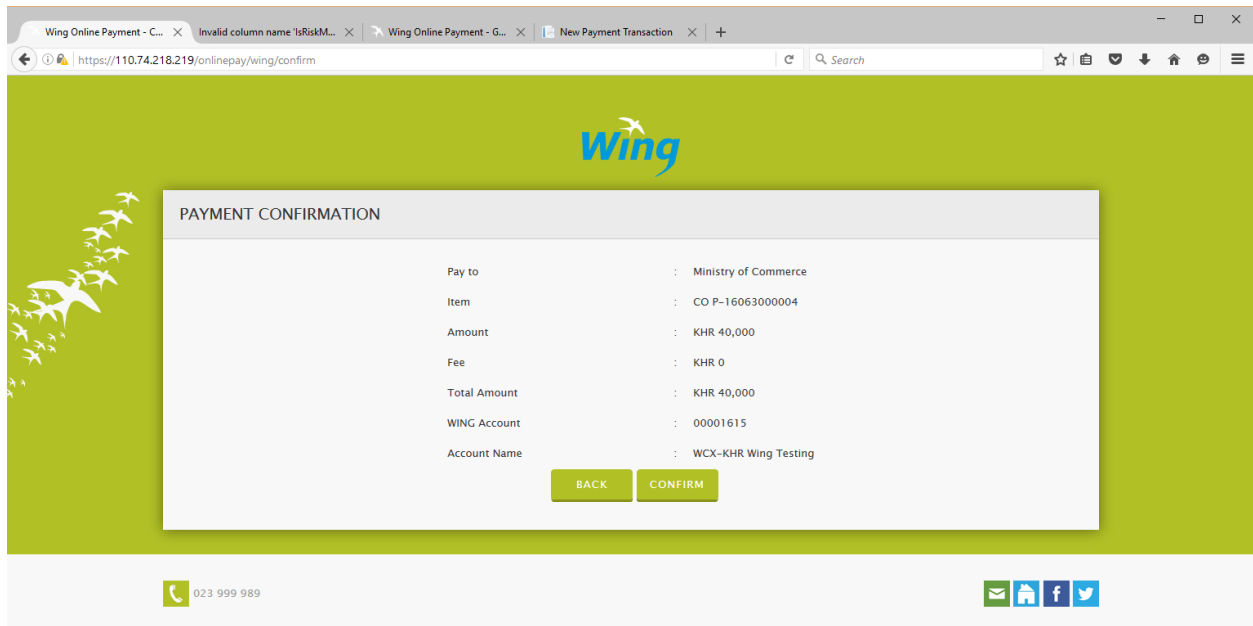 Wing Online Payment - C...
Invalid column name 'IsRiskM...
Wing Online Payment - G...
New Payment Transaction
https://110.74.218.219/onlinepay/wing/confirm
Search
Wing
PAYMENT CONFIRMATION
Pay to : Ministry of Commerce
Item : CO P-16063000004
Amount : KHR 40,000
Fee : KHR 0
Total Amount : KHR 40,000
WING Account : 00001615
Account Name : WCX-KHR Wing Testing
BACK CONFIRM
023 999 989